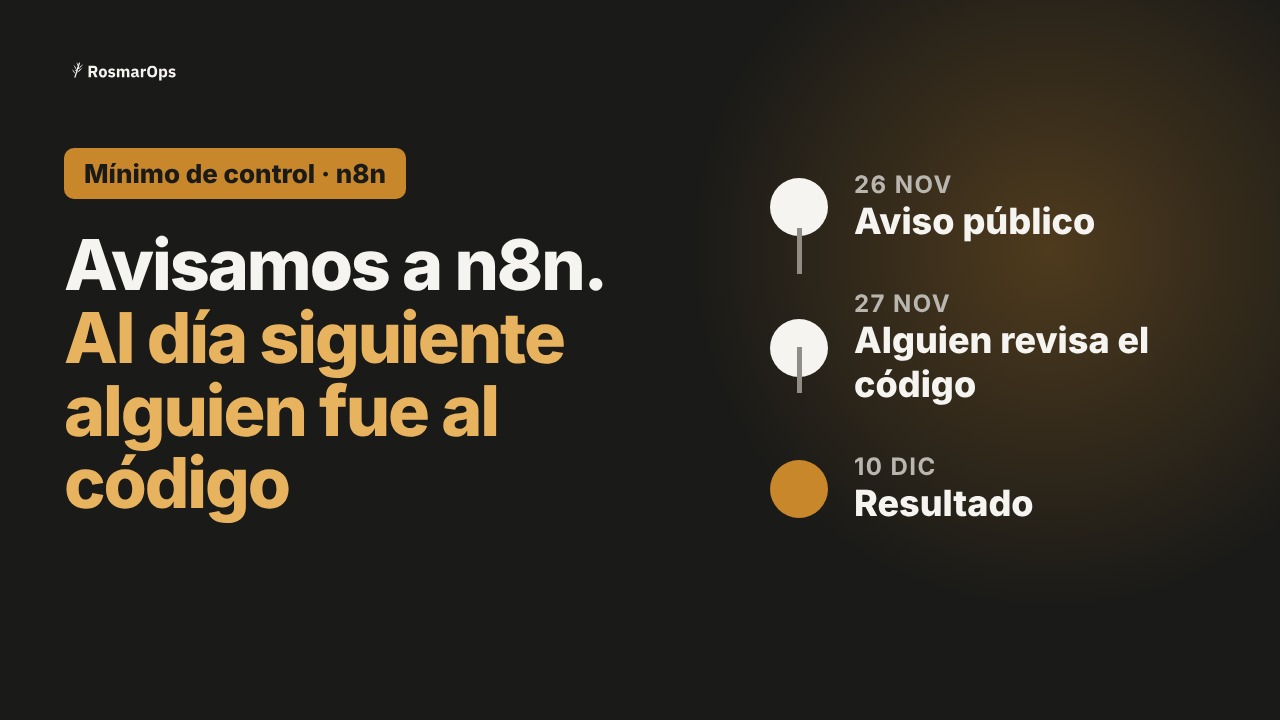 RosmarOps
Mínimo de control · n8n
Avisamos a n8n.
Al día siguiente
alguien fue al
código
26 NOV
Aviso público
27 NOV
Alguien revisa el
código
10 DIC
Resultado